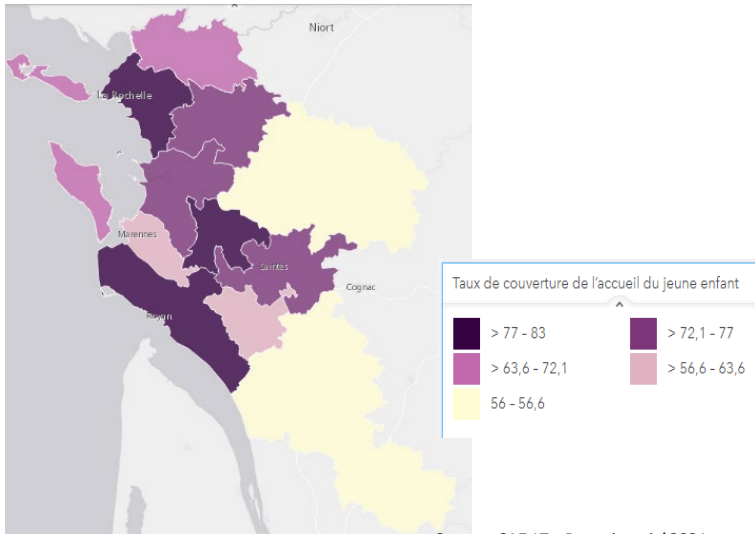 Niort
La Rochelle
Marennes
Saintes
Cognac
Royan
Taux de couverture de l'accueil du jeune enfant
> 77 - 83
> 72,1 - 77
> 63,6 - 72,1
> 56,6 - 63,6
56 - 56,6